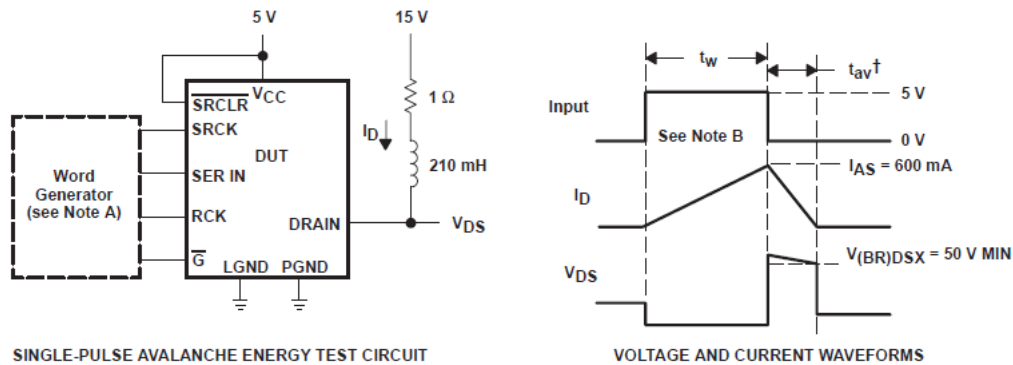 5 V
15 V
SRCLR
VCC
SRCK
SER IN
RCK
G
DUT
DRAIN
LGND
PGND
Word
Generator
(see Note A)
ID
1 Ω
210 mH
VDS
SINGLE-PULSE AVALANCHE ENERGY TEST CIRCUIT
tw
tav†
Input
See Note B
5 V
0 V
IAS = 600 mA
ID
V(BR)DSX = 50 V MIN
VDS
VOLTAGE AND CURRENT WAVEFORMS